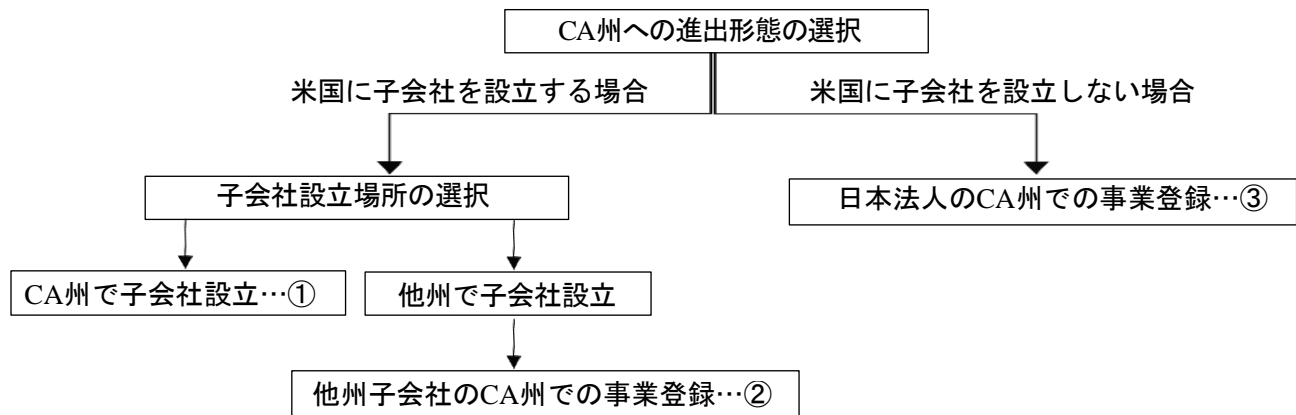 CA州への進出形態の選択
米国に子会社を設立する場合
米国に子会社を設立しない場合
子会社設立場所の選択
日本法人のCA州での事業登録…③
CA州で子会社設立…①
他州で子会社設立
他州子会社のCA州での事業登録…②